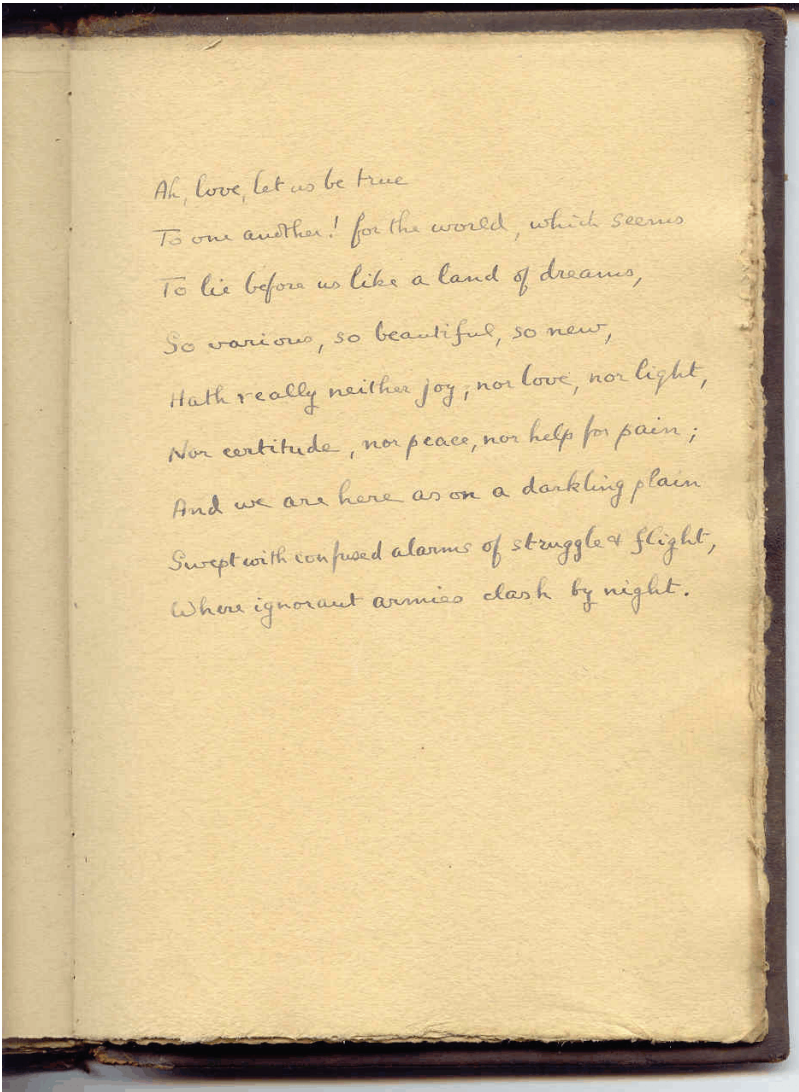 Ah, love, let us be true
To one another! for the world, which seems
To lie before us like a land of dreams,
So various, so beautiful, so new,
Hath really neither joy, nor love, nor light,
Nor certitude, nor peace, nor help for pain;
And we are here as on a darkling plain
Swept with confused alarms of struggle & flight,
Where ignorant armies clash by night.